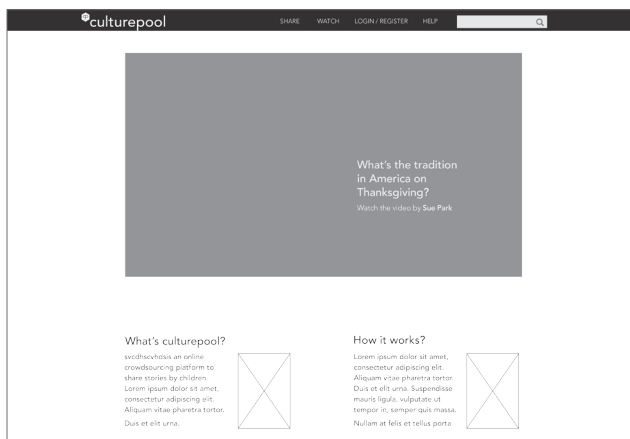 culturepool
SHARE WATCH LOGIN / REGISTER HELP
What's the tradition
in America on
Thanksgiving?
Watch the video by Sue Park
What's culturepool?
svcdhscvhdsis an online
crowdsourcing platform to
share stories by children.
Lorem ipsum dolor sit amet,
consectetur adipiscing elit.
Aliquam vitae pharetra tortor.
Duis et elit urna.
How it works?
Lorem ipsum dolor sit amet,
consectetur adipiscing elit.
Aliquam vitae pharetra tortor.
Duis et elit urna. Suspendisse
mauris ligula, vulputate ut
tempor in, semper quis massa.
Nullam at felis et tellus porta